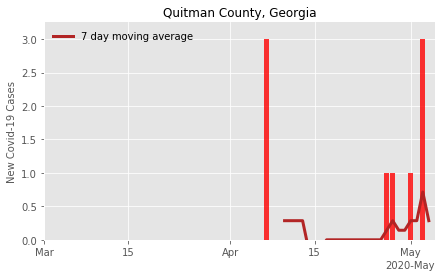 Quitman County, Georgia
7 day moving average
New Covid-19 Cases
3.0
2.5
2.0
1.5
1.0
0.5
0.0
Mar 15 Apr 15 May
2020-May